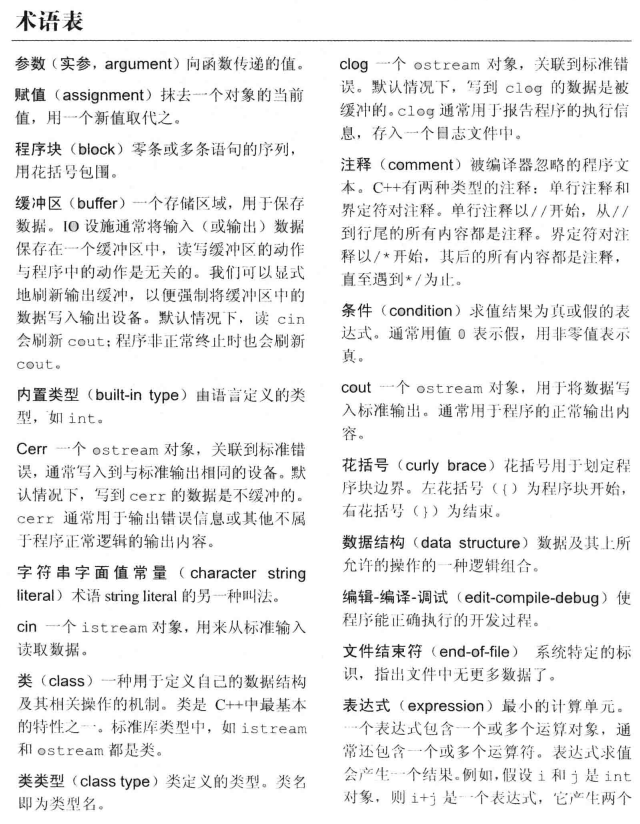 术语表
参数（实参，argument）向函数传递的值。
赋值（assignment）抹去一个对象的当前
值，用一个新值取代之。
程序块（block）零条或多条语句的序列，
用花括号包围。
缓冲区（buffer）一个存储区域，用于保存
数据。IO 设施通常将输入（或输出）数据
保存在一个缓冲区中，读写缓冲区的动作
与程序中的动作是无关的。我们可以显式
地刷新输出缓冲，以便强制将缓冲区中的
数据写入输出设备。默认情况下，读 cin
会刷新 cout；程序非正常终止时也会刷新
cout。
内置类型（built-in type）由语言定义的类
型，如 int。
Cerr 一个 ostream 对象，关联到标准错
误，通常写入到与标准输出相同的设备。默
认情况下，写到 cerr 的数据是不缓冲的。
cerr 通常用于输出错误信息或其他不属
于程序正常逻辑的输出内容。
字符串字面值常量（character string
literal）术语 string literal 的另一种叫法。
cin 一个 istream 对象，用来从标准输入
读取数据。
类（class）一种用于定义自己的数据结构
及其相关操作的机制。类是 C++中最基本
的特性之一。标准库类型中，如 istream
和 ostream 都是类。
类类型（class type）类定义的类型。类名
即为类型名。
clog 一个 ostream 对象，关联到标准错
误。默认情况下，写到 clog 的数据是被
缓冲的。clog 通常用于报告程序的执行信
息，存入一个日志文件中。
注释（comment）被编译器忽略的程序文
本。C++有两种类型的注释：单行注释和
界定符对注释。单行注释以//开始，从//
到行尾的所有内容都是注释。界定符对注
释以/*开始，其后的所有内容都是注释，
直至遇到*/为止。
条件（condition）求值结果为真或假的表
达式。通常用值 0 表示假，用非零值表示
真。
cout 一个 ostream 对象，用于将数据写
入标准输出。通常用于程序的正常输出内
容。
花括号（curly brace）花括号用于划定程
序块边界。左花括号（{）为程序块开始，
右花括号（}）为结束。
数据结构（data structure）数据及其上所
允许的操作的一种逻辑组合。
编辑-编译-调试（edit-compile-debug）使
程序能正确执行的开发过程。
文件结束符（end-of-file） 系统特定的标
识，指出文件中无更多数据了。
表达式（expression）最小的计算单元。
一个表达式包含一个或多个运算对象，通
常还包含一个或多个运算符。表达式求值
会产生一个结果。例如，假设 i 和 j 是 int
对象，则 i+j 是一个表达式，它产生两个